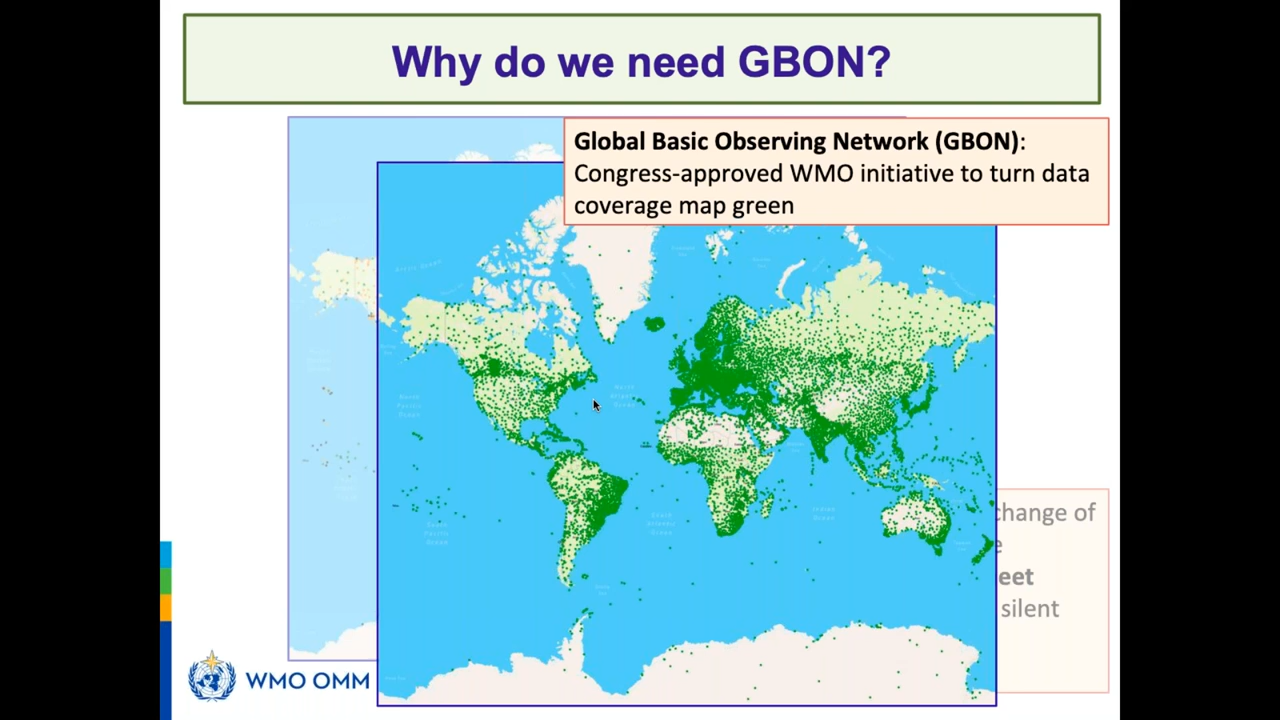 Why do we need GBON?
Global Basic Observing Network (GBON):
Congress-approved WMO initiative to turn data
coverage map green
change of
e
eet
silent
WMO OMM